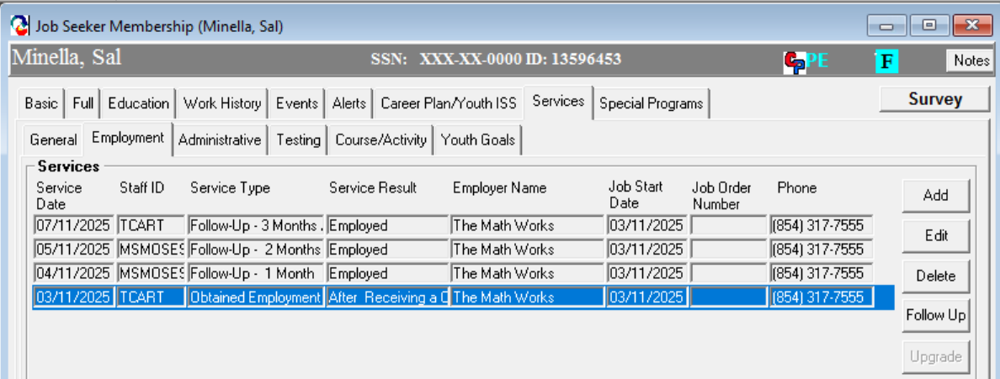 Job Seeker Membership (Minella, Sal)
Minella, Sal SSN: XXX-XX-0000 ID: 13596453 CP PE F Notes
Basic Full Education Work History Events Alerts Career Plan/Youth ISS Services Special Programs Survey
General Employment Administrative Testing Course/Activity Youth Goals
Services
Service Date Staff ID Service Type Service Result Employer Name Job Start Date Job Order Number Phone Add
07/11/2025 TCART Follow-Up - 3 Months Employed The Math Works 03/11/2025 (854) 317-7555
Edit
05/11/2025 MSMOSES Follow-Up - 2 Months Employed The Math Works 03/11/2025 (854) 317-7555
04/11/2025 MSMOSES Follow-Up - 1 Month Employed The Math Works 03/11/2025 (854) 317-7555 Delete
03/11/2025 TCART Obtained Employment After Receiving a The Math Works 03/11/2025 (854) 317-7555
Follow Up
Upgrade